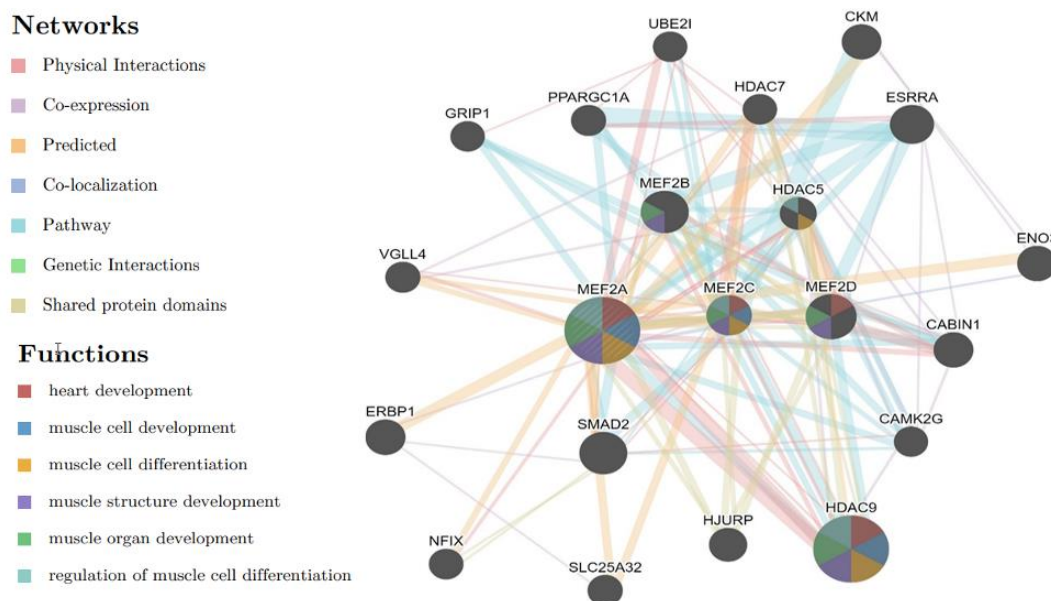 Networks
Physical Interactions
Co-expression
Predicted
Co-localization
Pathway
Genetic Interactions
Shared protein domains
Functions
heart development
muscle cell development
muscle cell differentiation
muscle structure development
muscle organ development
regulation of muscle cell differentiation
UBE2I
CKM
PPARGC1A
HDAC7
ESRRA
GRIP1
MEF2B
HDAC5
VGLL4
ENO3
MEF2A
MEF2C
MEF2D
CABIN1
ERBP1
SMAD2
CAMK2G
HDAC9
HJURP
NFIX
SLC25A32